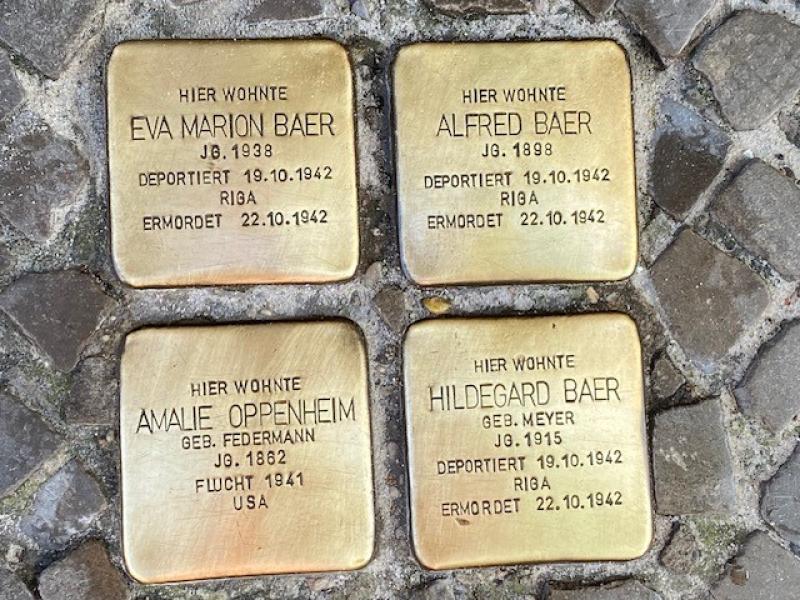 HIER WOHNTE
EVA MARION BAER
JG. 1938
DEPORTIERT 19.10.1942
RIGA
ERMORDET 22.10.1942
HIER WOHNTE
ALFRED BAER
JG. 1898
DEPORTIERT 19.10.1942
RIGA
ERMORDET 22.10.1942
HIER WOHNTE
AMALIE OPPENHEIM
GEB. FEDERMANN
JG. 1862
FLUCHT 1941
USA
HIER WOHNTE
HILDEGARD BAER
GEB. MEYER
JG. 1915
DEPORTIERT 19.10.1942
RIGA
ERMORDET 22.10.1942